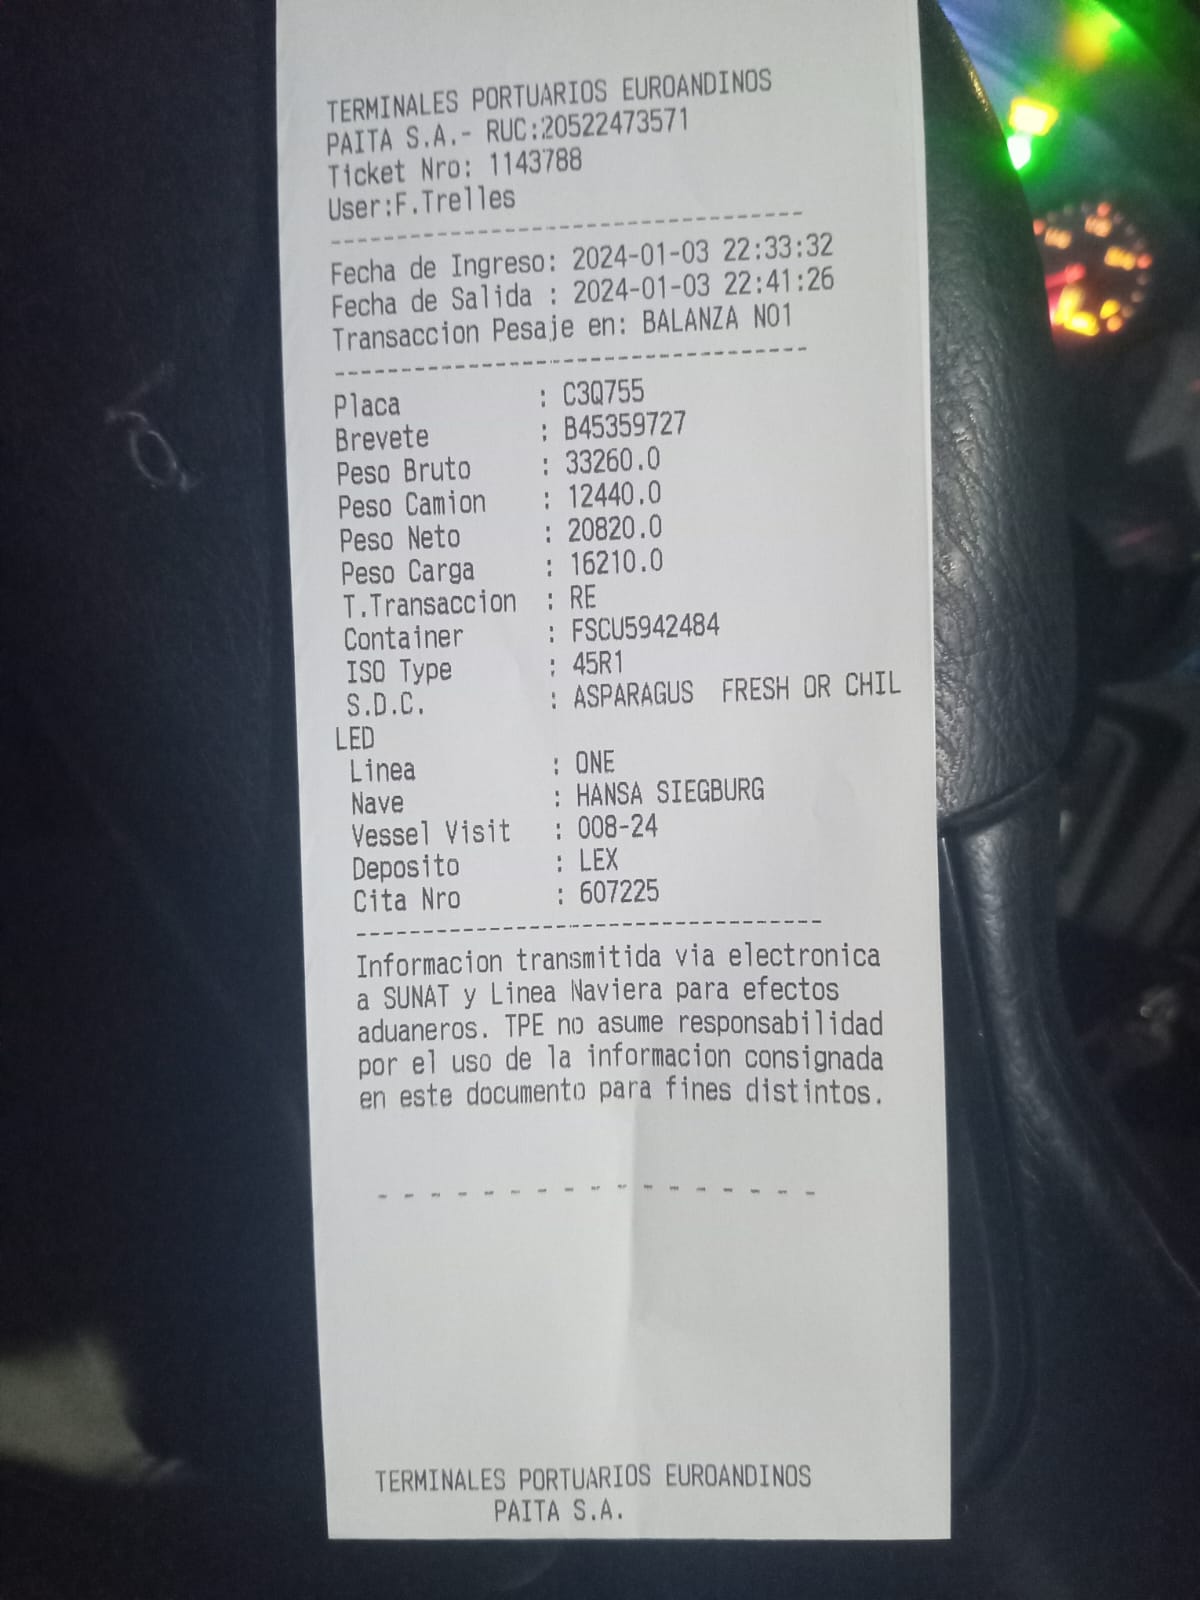 TERMINALES PORTUARIOS EUROANDINOS
PAITA S.A.- RUC:20522473571
Ticket Nro: 1143788
User:F.Trelles
Fecha de Ingreso: 2024-01-03 22:33:32
Fecha de Salida : 2024-01-03 22:41:26
Transaccion Pesaje en: BALANZA NO1
Placa : C3Q755
Brevete : B45359727
Peso Bruto : 33260.0
Peso Camion : 12440.0
Peso Neto : 20820.0
Peso Carga : 16210.0
T.Transaccion : RE
Container : FSCU5942484
ISO Type : 45R1
S.D.C. : ASPARAGUS FRESH OR CHIL
LED
Linea : ONE
Nave : HANSA SIEGBURG
Vessel Visit : 008-24
Deposito : LEX
Cita Nro : 607225
Informacion transmitida via electronica
a SUNAT y Linea Naviera para efectos
aduaneros. TPE no asume responsabilidad
por el uso de la informacion consignada
en este documento para fines distintos.
TERMINALES PORTUARIOS EUROANDINOS
PAITA S.A.